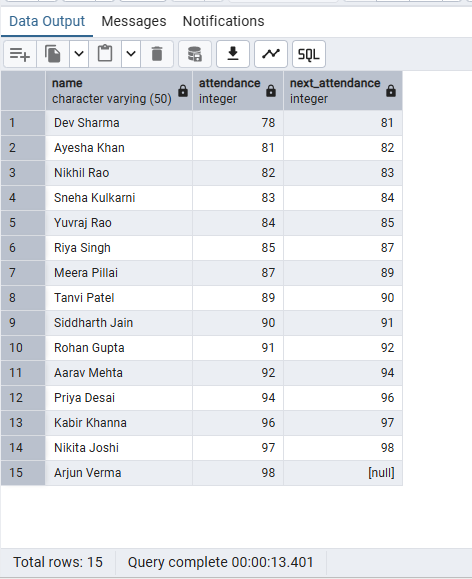 Data Output Messages Notifications
SQL
name attendance next_attendance
character varying (50) integer integer
1 Dev Sharma 78 81
2 Ayesha Khan 81 82
3 Nikhil Rao 82 83
4 Sneha Kulkarni 83 84
5 Yuvraj Rao 84 85
6 Riya Singh 85 87
7 Meera Pillai 87 89
8 Tanvi Patel 89 90
9 Siddharth Jain 90 91
10 Rohan Gupta 91 92
11 Aarav Mehta 92 94
12 Priya Desai 94 96
13 Kabir Khanna 96 97
14 Nikita Joshi 97 98
15 Arjun Verma 98 [null]
Total rows: 15 Query complete 00:00:13.401